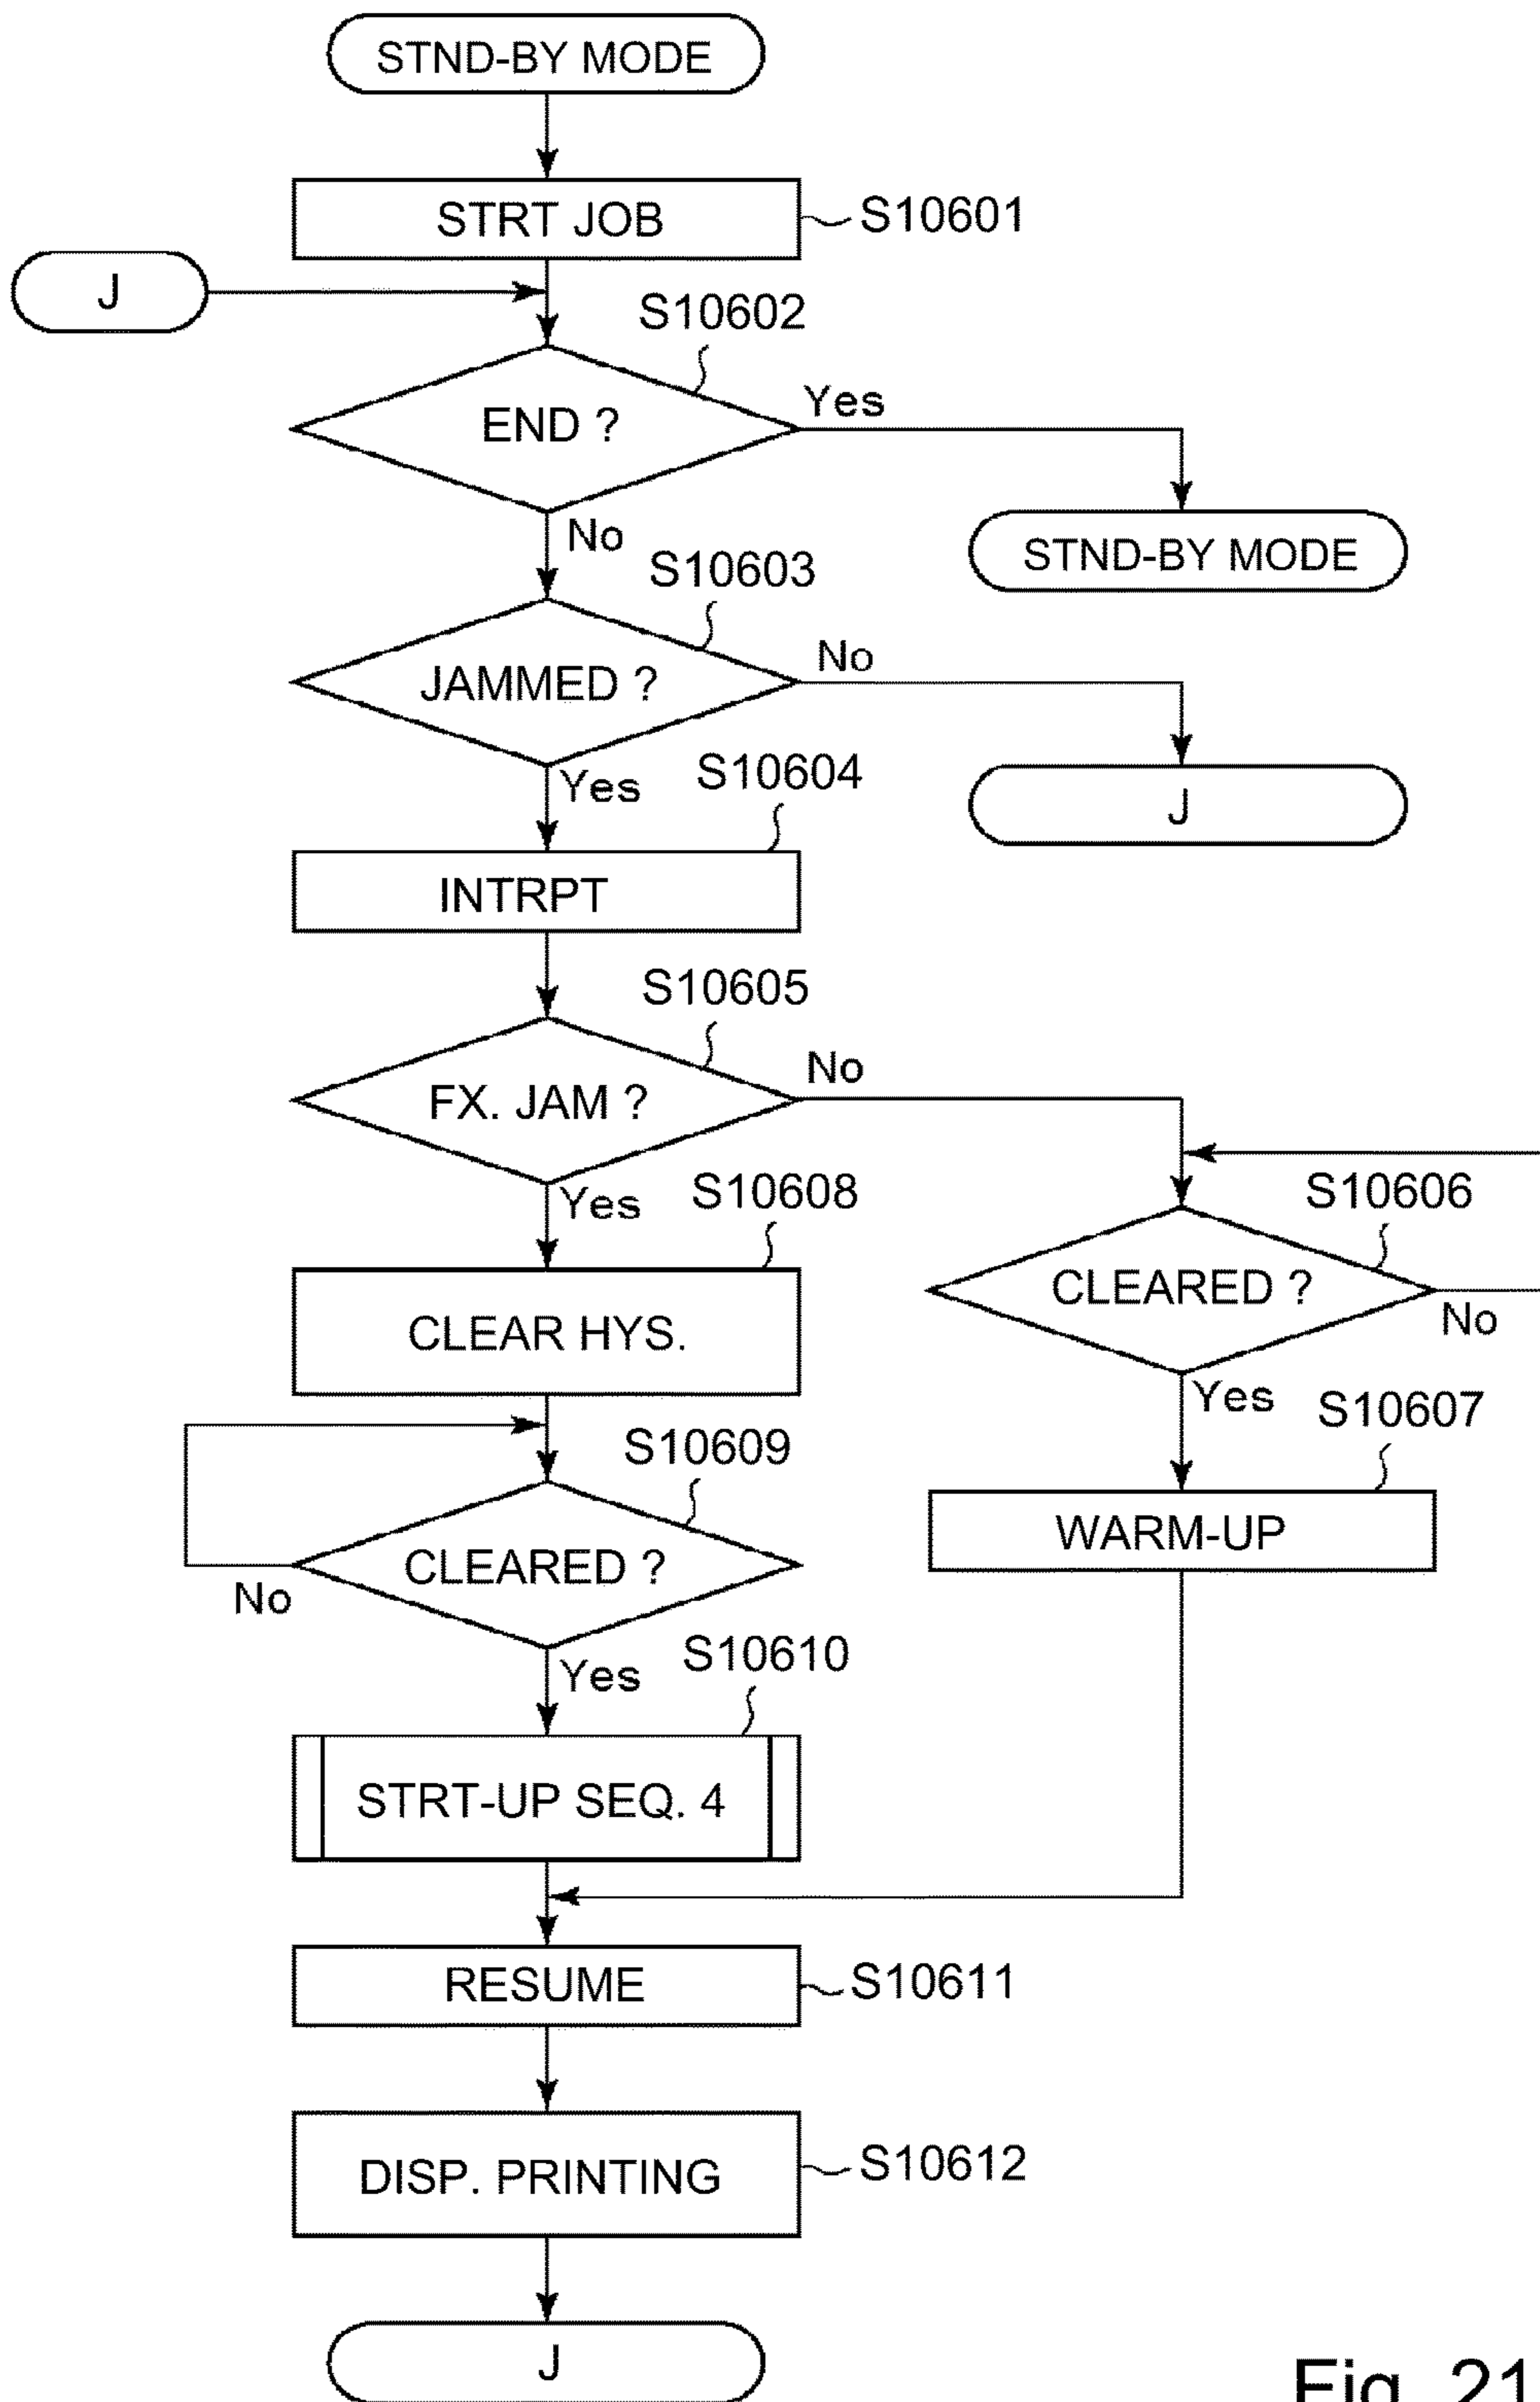 STND-BY MODE
STRT JOB
S10601
J
S10602
END ?
Yes
No
STND-BY MODE
S10603
JAMMED ?
No
Yes
J
S10604
INTRPT
S10605
FX. JAM ?
No
Yes
S10608
CLEAR HYS.
S10606
CLEARED ?
No
Yes
S10607
WARM-UP
S10609
CLEARED ?
No
Yes
S10610
STRT-UP SEQ. 4
RESUME
S10611
DISP. PRINTING
S10612
J
Fig. 21